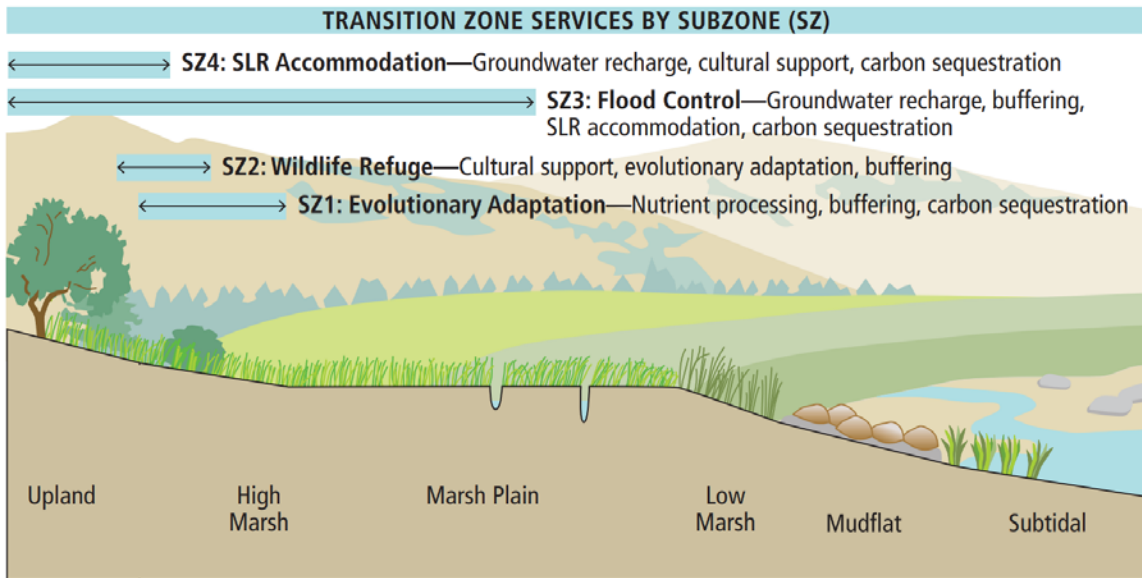 TRANSITION ZONE SERVICES BY SUBZONE (SZ)
SZ4: SLR Accommodation—Groundwater recharge, cultural support, carbon sequestration
SZ3: Flood Control—Groundwater recharge, buffering,
SLR accommodation, carbon sequestration
SZ2: Wildlife Refuge—Cultural support, evolutionary adaptation, buffering
SZ1: Evolutionary Adaptation—Nutrient processing, buffering, carbon sequestration
Upland
High
Marsh
Marsh Plain
Low
Marsh
Mudflat
Subtidal